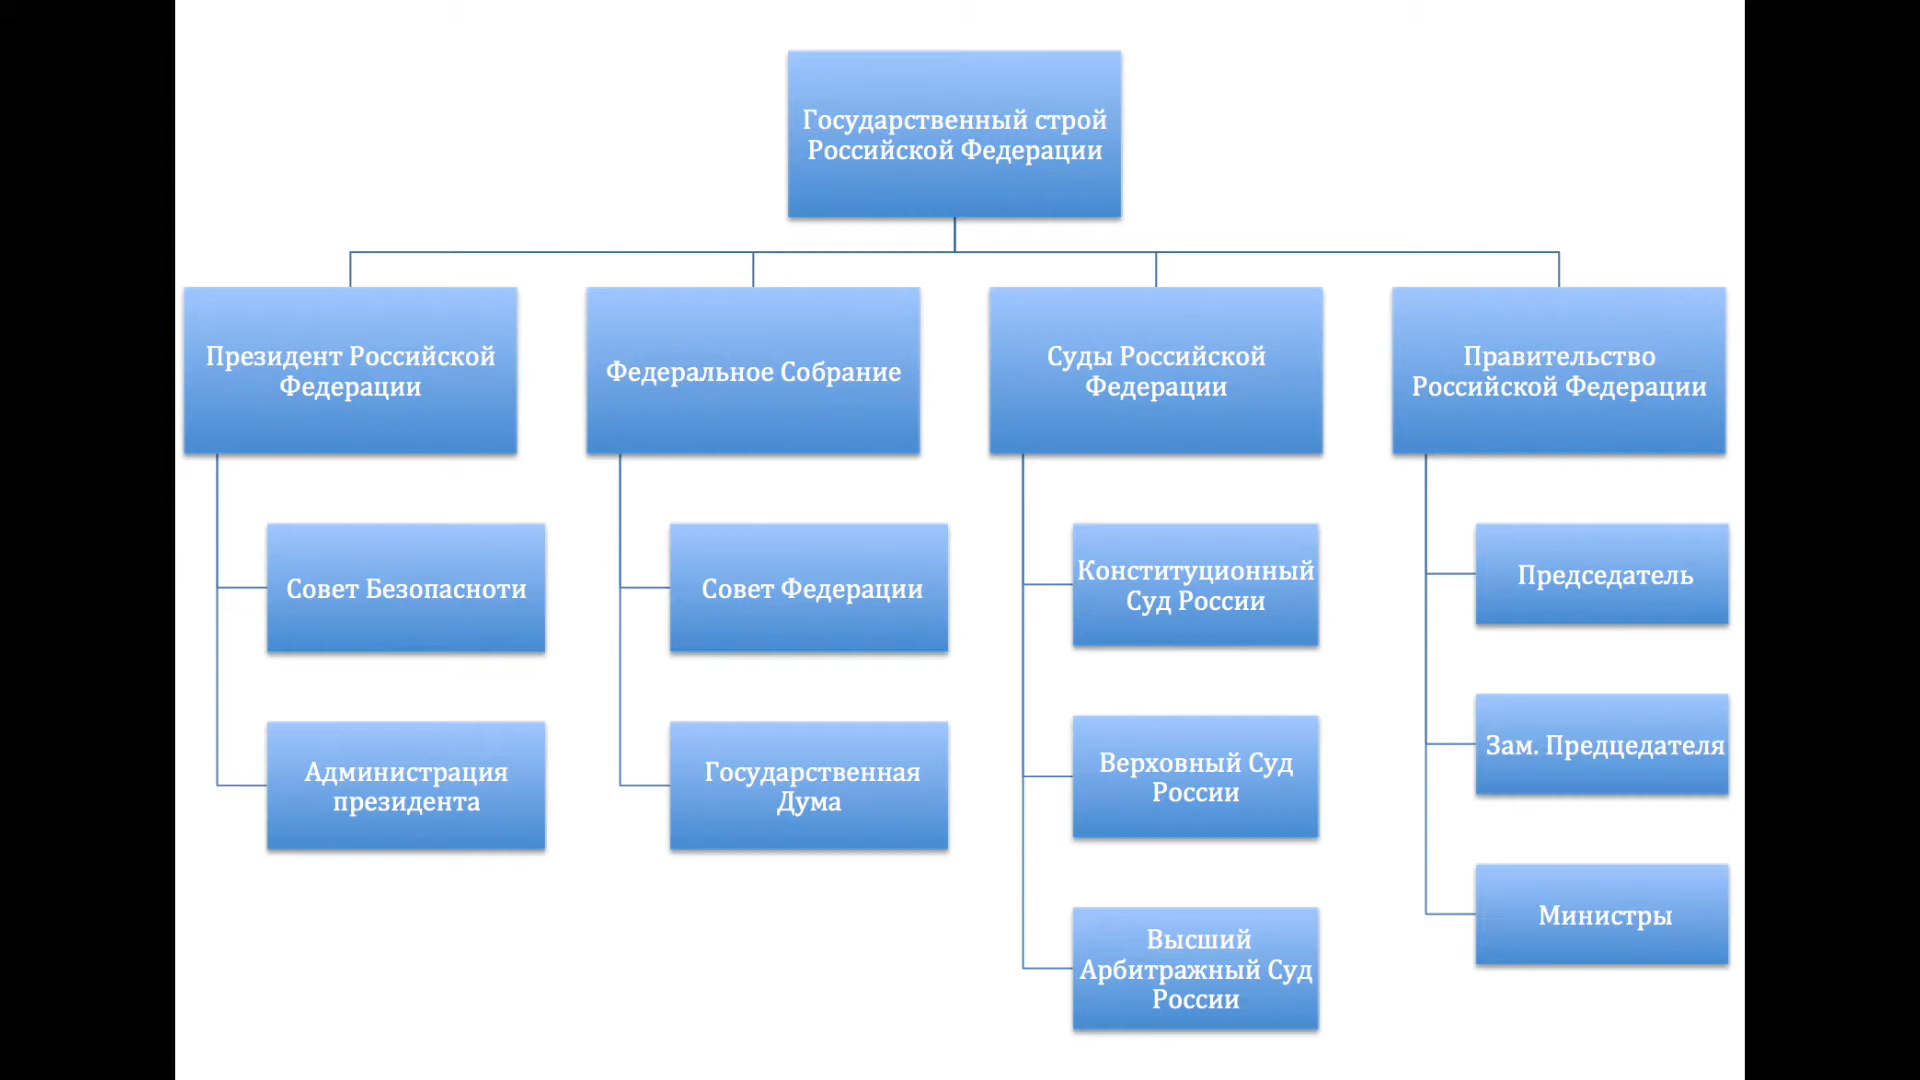 Государственный строй
Российской Федерации
Президент Российской
Федерации
Федеральное Собрание
Суды Российской
Федерации
Правительство
Российской Федерации
Совет Безопасноти
Администрация
президента
Совет Федерации
Государственная
Дума
Конституционный
Суд России
Верховный Суд
России
Высший
Арбитражный Суд
России
Председатель
Зам. Предцедателя
Министры